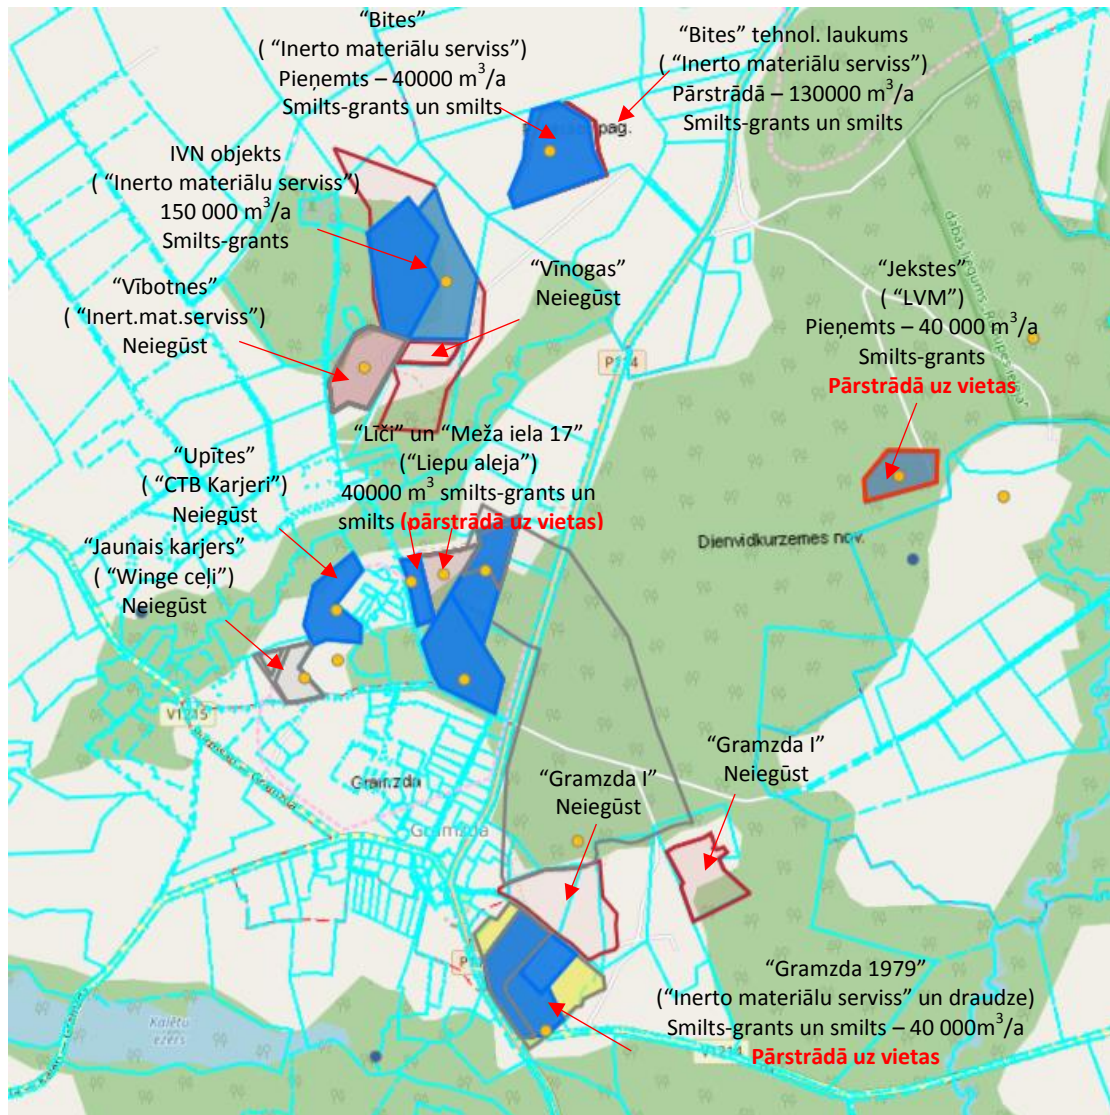 “Bites”
( “Inerto materiālu serviss”)
Pieņemts – 40000 m³/a
Smilts-grants un smilts
“Bites” tehnol. laukums
( “Inerto materiālu serviss”)
Pārstrādā – 130000 m³/a
Smilts-grants un smilts
pag.
IVN objekts
( “Inerto materiālu serviss”)
150 000 m³/a
Smilts-grants
“Vībotnes”
( “Inert.mat.serviss”)
Neiegūst
“Vīnogas”
Neiegūst
“Jekstes”
( “LVM”)
Pieņemts – 40 000 m³/a
Smilts-grants
Pārstrādā uz vietas
dabas liegums
“Līči” un “Meža iela 17”
(“Liepu aleja”)
40000 m³ smilts-grants un
smilts (pārstrādā uz vietas)
“Upītes”
( “CTB Karjeri”)
Neiegūst
“Jaunais karjers”
( “Winge ceļi”)
Neiegūst
Dienvidkurzemes nov.
V1215
Gramzda
Gramzda
“Gramzda I”
Neiegūst
“Gramzda I”
Neiegūst
“Gramzda 1979”
(“Inerto materiālu serviss” un draudze)
Smilts-grants un smilts – 40 000m³/a
Pārstrādā uz vietas
V1214
Kalētu
ezers